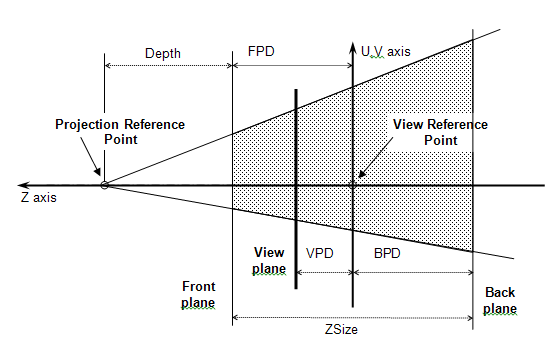 Depth
FPD
U,V axis
Projection Reference
Point
View Reference
Point
Z axis
View
plane
VPD
BPD
Front
plane
Back
plane
ZSize